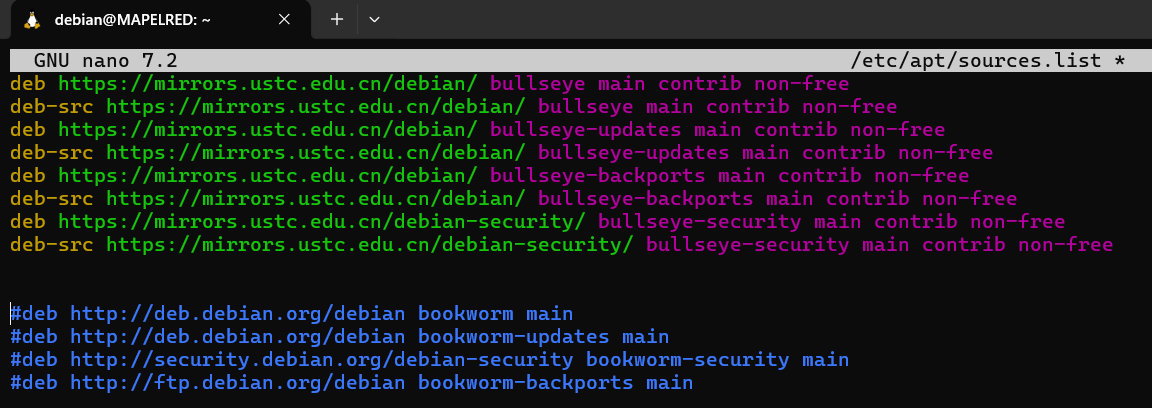 debian@MAPELRED: ~
GNU nano 7.2 /etc/apt/sources.list *
deb https://mirrors.ustc.edu.cn/debian/ bullseye main contrib non-free
deb-src https://mirrors.ustc.edu.cn/debian/ bullseye main contrib non-free
deb https://mirrors.ustc.edu.cn/debian/ bullseye-updates main contrib non-free
deb-src https://mirrors.ustc.edu.cn/debian/ bullseye-updates main contrib non-free
deb https://mirrors.ustc.edu.cn/debian/ bullseye-backports main contrib non-free
deb-src https://mirrors.ustc.edu.cn/debian/ bullseye-backports main contrib non-free
deb https://mirrors.ustc.edu.cn/debian-security/ bullseye-security main contrib non-free
deb-src https://mirrors.ustc.edu.cn/debian-security/ bullseye-security main contrib non-free
#deb http://deb.debian.org/debian bookworm main
#deb http://deb.debian.org/debian bookworm-updates main
#deb http://security.debian.org/debian-security bookworm-security main
#deb http://ftp.debian.org/debian bookworm-backports main